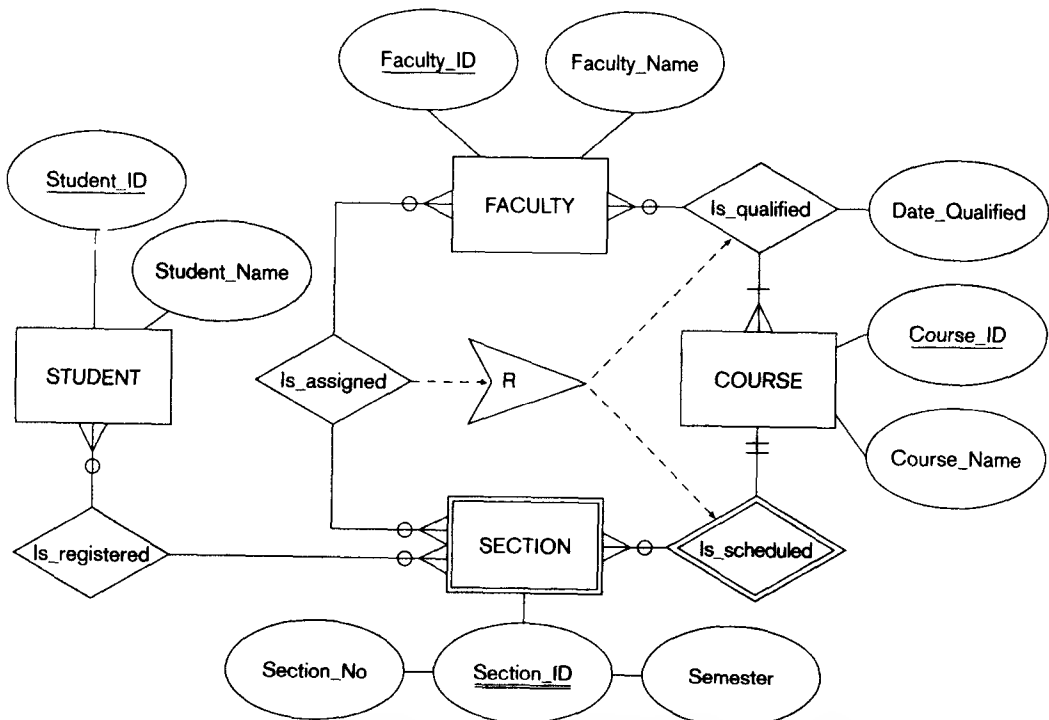 Faculty_ID
Faculty_Name
Student_ID
FACULTY
Is_qualified
Date_Qualified
Student_Name
Course_ID
STUDENT
Is_assigned
R
COURSE
Course_Name
Is_registered
SECTION
Is_scheduled
Section_No
Section_ID
Semester